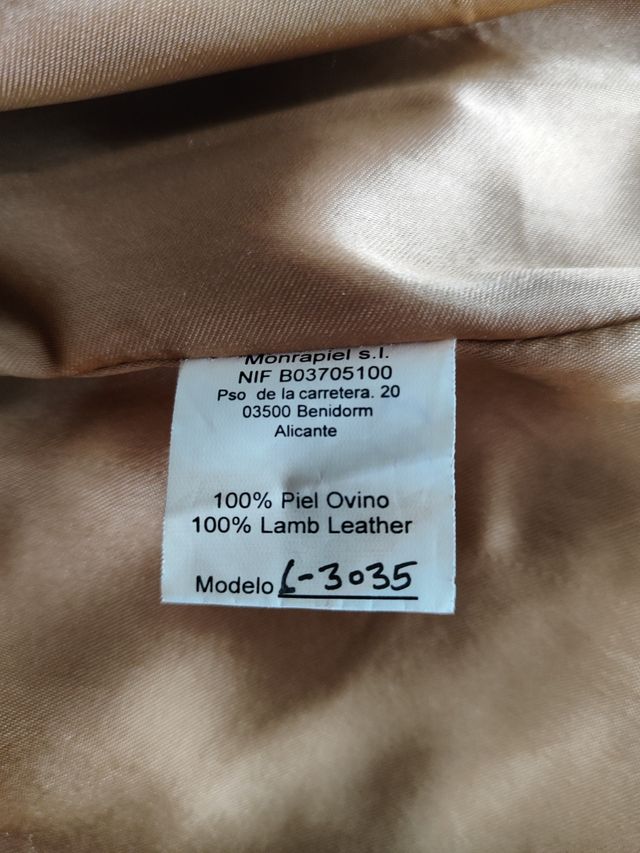 Monrapiel s.l.
NIF B03705100
Pso de la carretera. 20
03500 Benidorm
Alicante
100% Piel Ovino
100% Lamb Leather
Modelo L-3035